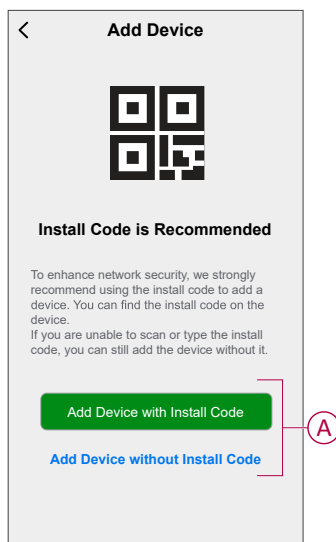 Add Device
Install Code is Recommended
To enhance network security, we strongly
recommend using the install code to add a
device. You can find the install code on the
device.
If you are unable to scan or type the install
code, you can still add the device without it.
Add Device with Install Code
A
Add Device without Install Code